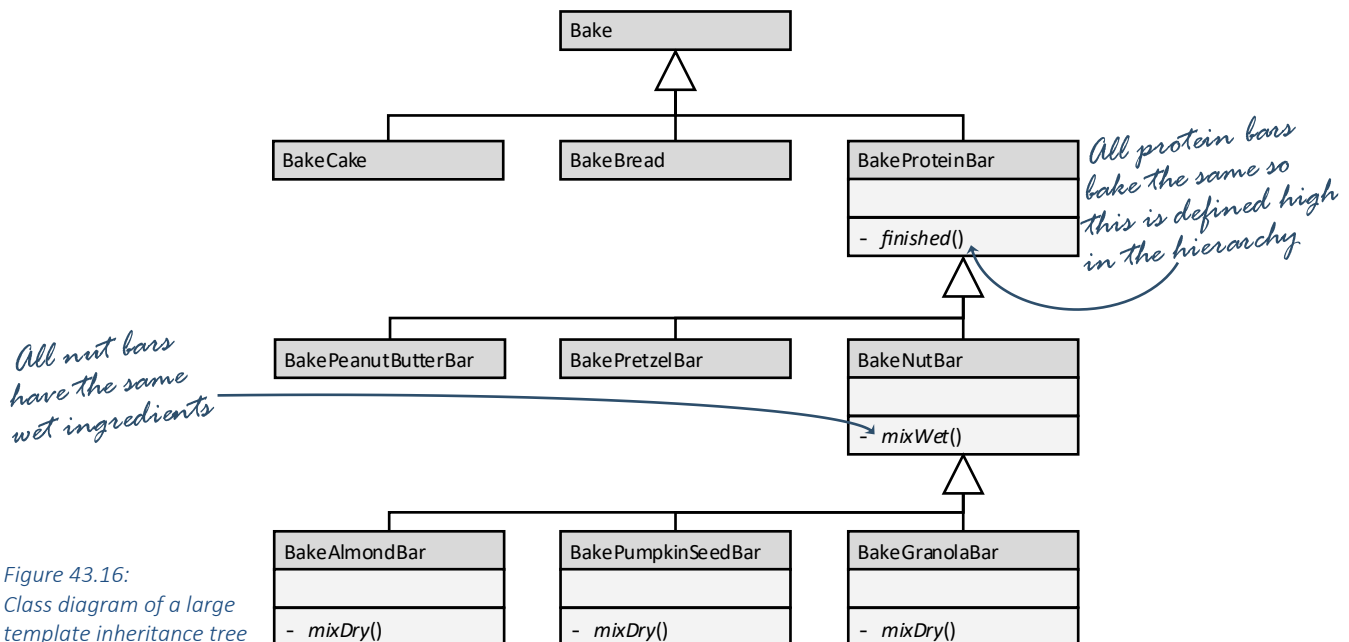 Bake
BakeCake
BakeBread
BakeProteinBar
- finished()
All protein bars
bake the same so
this is defined high
in the hierarchy
BakePeanutButterBar
BakePretzelBar
BakeNutBar
- mixWet()
All nut bars
have the same
wet ingredients
BakeAlmondBar
- mixDry()
BakePumpkinSeedBar
- mixDry()
BakeGranolaBar
- mixDry()
Figure 43.16:
Class diagram of a large
template inheritance tree